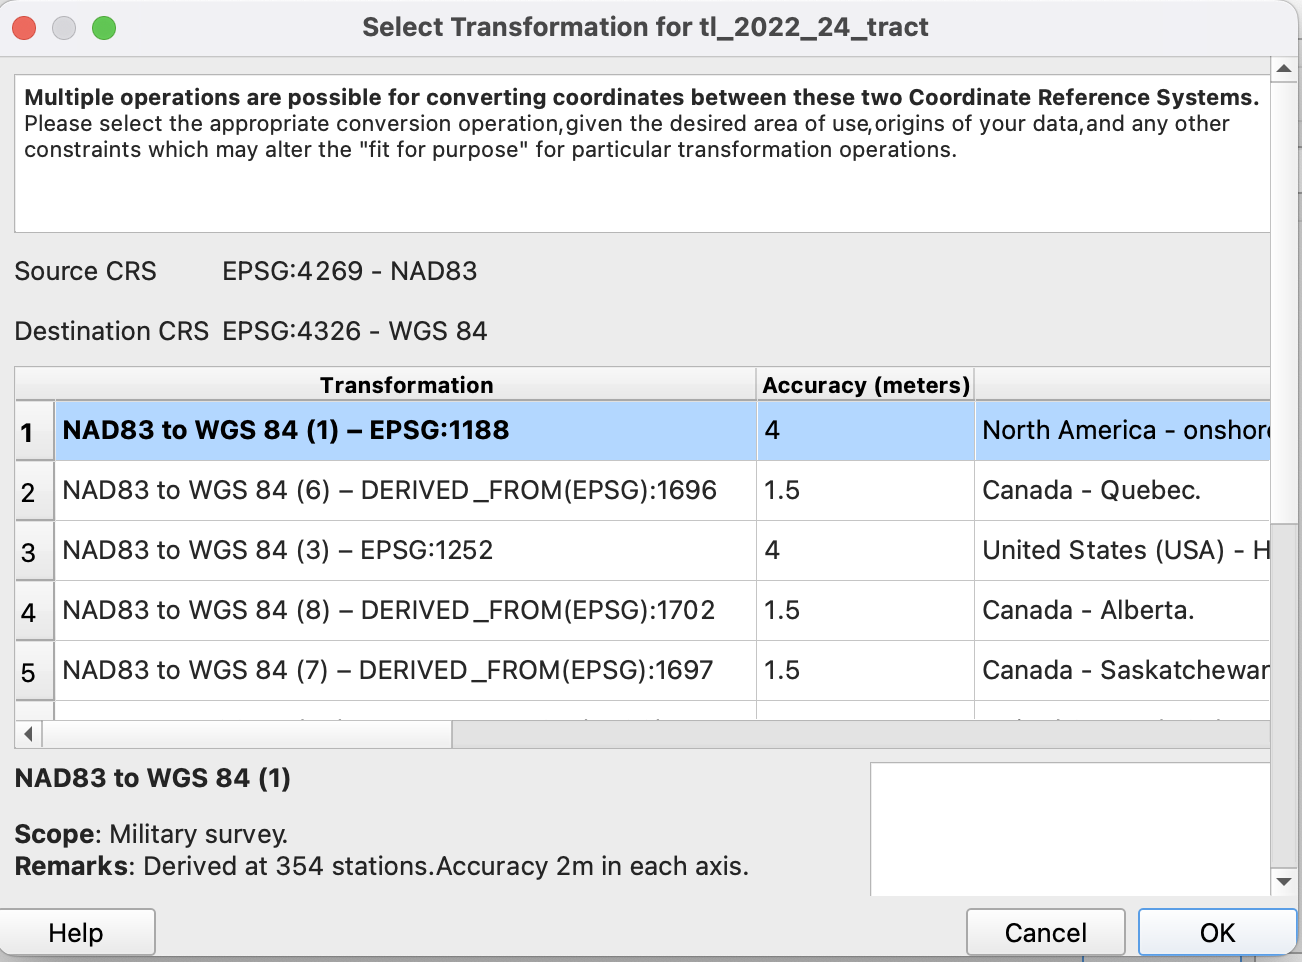 Select Transformation for tl_2022_24_tract
Multiple operations are possible for converting coordinates between these two Coordinate Reference Systems.
Please select the appropriate conversion operation,given the desired area of use,origins of your data,and any other
constraints which may alter the "fit for purpose" for particular transformation operations.
Source CRS EPSG:4269 - NAD83
Destination CRS EPSG:4326 - WGS 84
Transformation Accuracy (meters)
1 NAD83 to WGS 84 (1) – EPSG:1188 4 North America - onshor
2 NAD83 to WGS 84 (6) – DERIVED_FROM(EPSG):1696 1.5 Canada - Quebec.
3 NAD83 to WGS 84 (3) – EPSG:1252 4 United States (USA) - H
4 NAD83 to WGS 84 (8) – DERIVED_FROM(EPSG):1702 1.5 Canada - Alberta.
5 NAD83 to WGS 84 (7) – DERIVED_FROM(EPSG):1697 1.5 Canada - Saskatchewan
NAD83 to WGS 84 (1)
Scope: Military survey.
Remarks: Derived at 354 stations.Accuracy 2m in each axis.
Help Cancel OK